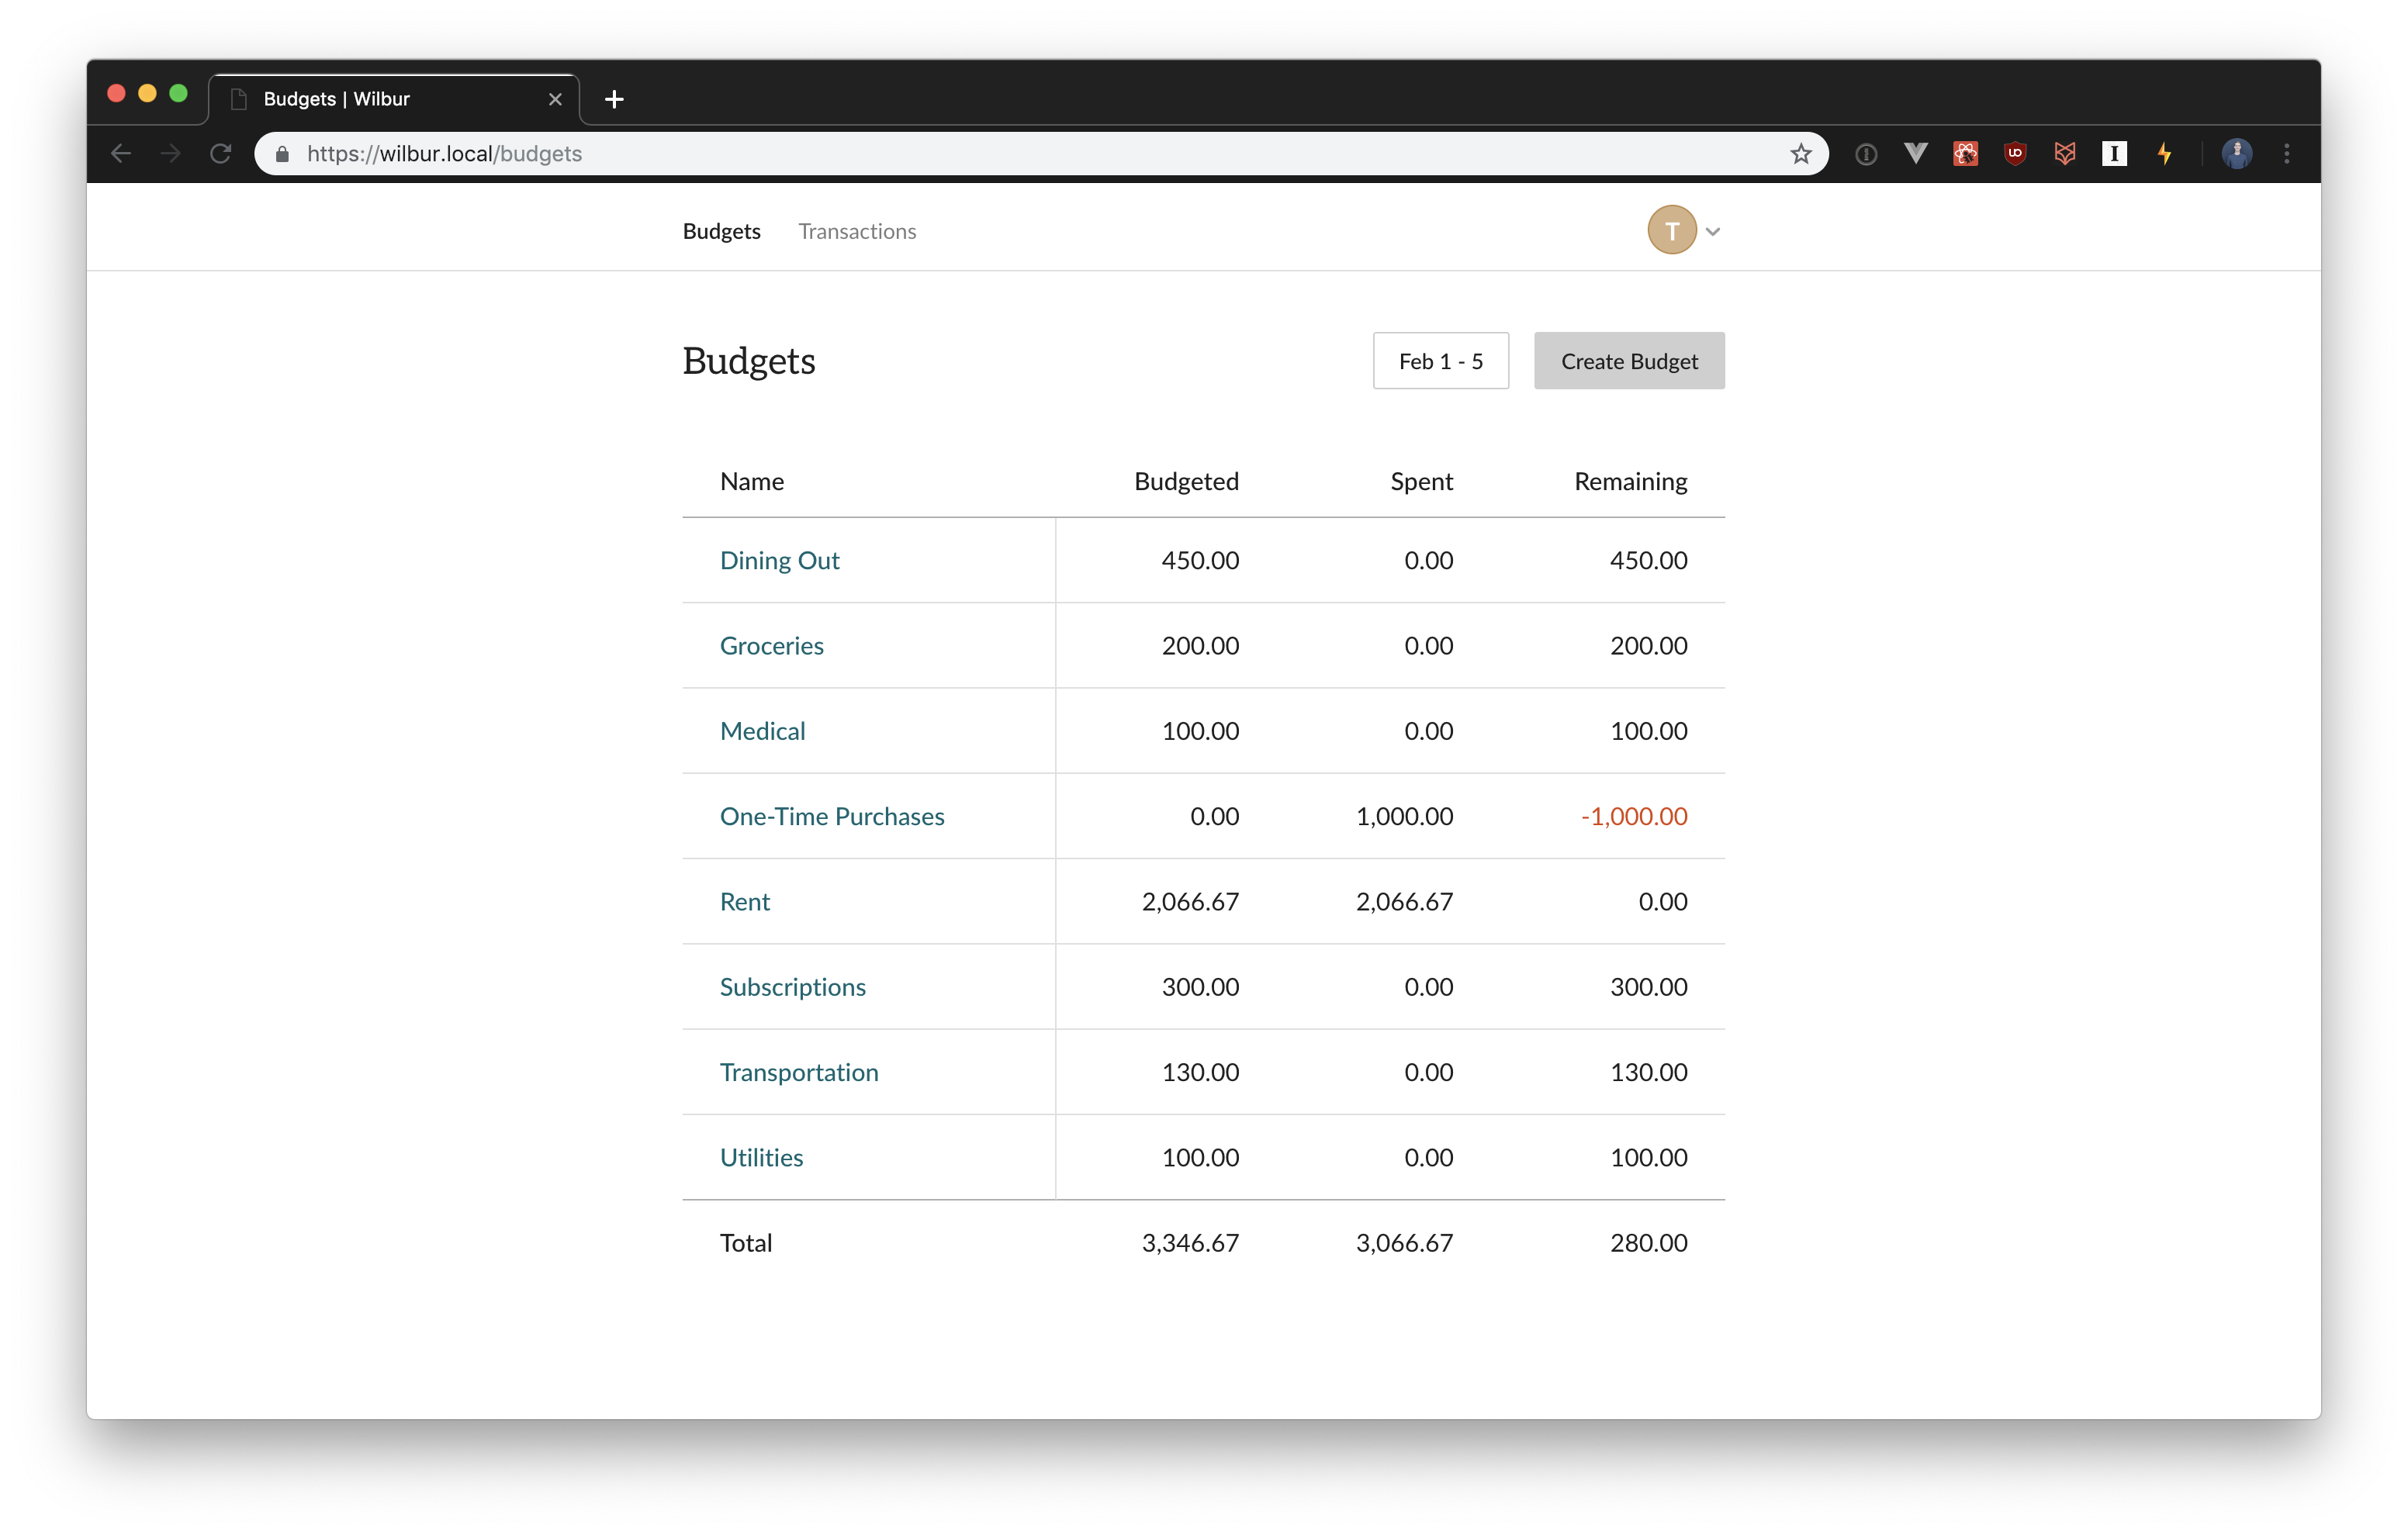 Budgets | Wilbur
https://wilbur.local/budgets
Budgets Transactions T
Budgets Feb 1 - 5 Create Budget
Name Budgeted Spent Remaining
Dining Out 450.00 0.00 450.00
Groceries 200.00 0.00 200.00
Medical 100.00 0.00 100.00
One-Time Purchases 0.00 1,000.00 -1,000.00
Rent 2,066.67 2,066.67 0.00
Subscriptions 300.00 0.00 300.00
Transportation 130.00 0.00 130.00
Utilities 100.00 0.00 100.00
Total 3,346.67 3,066.67 280.00